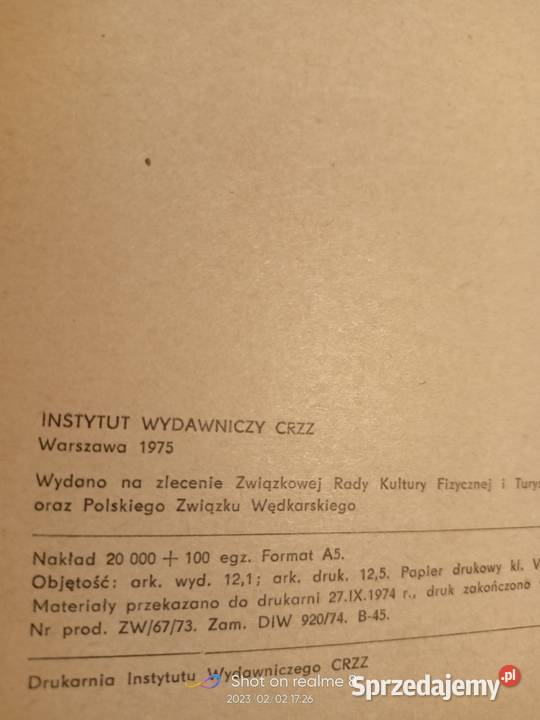 INSTYTUT WYDAWNICZY CRZZ
Warszawa 1975
Wydano na zlecenie Związkowej Rady Kultury Fizycznej i
oraz Polskiego Związku Wędkarskiego
Nakład 20 000 + 100 egz. Format A5.
Objętość: ark. wyd. 12,1; ark. druk. 12,5. Papier drukowy kl.
Materiały przekazano do drukarni 27.IX.1974 r., druk zakończono
Nr prod. ZW/67/73. Zam. DIW 920/74. B-45.
Drukarnia Instytutu Wydawniczego CRZZ
Shot on realme 8
2023/02/02 17:26
Sprzedajemy.pl